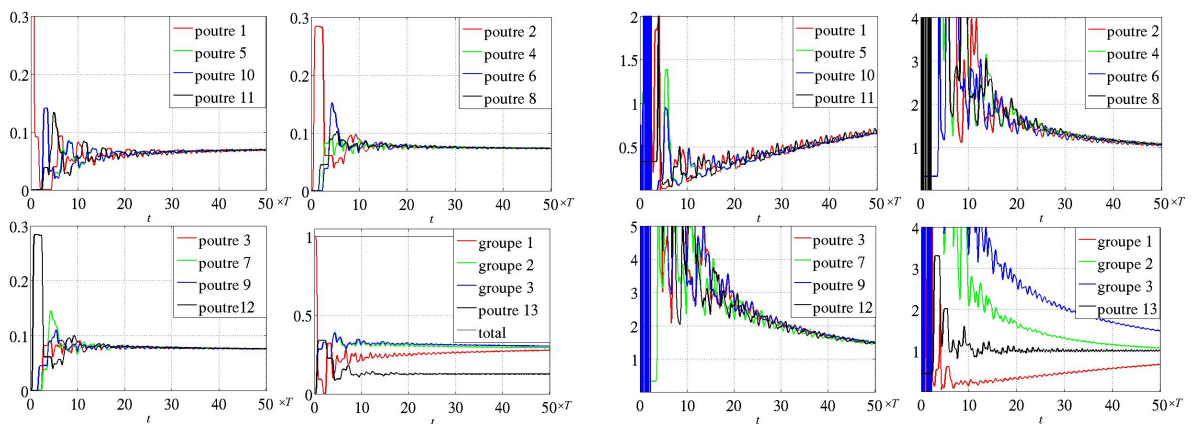 0.3
0.2
0.1
0
poutre 1
poutre 5
poutre 10
poutre 11
0 10 20 30 40 50 ×T
t
0.3
0.2
0.1
0
poutre 2
poutre 4
poutre 6
poutre 8
0 10 20 30 40 50 ×T
t
2
1.5
1
0.5
poutre 1
poutre 5
poutre 10
poutre 11
0 10 20 30 40 50 ×T
t
4
3
2
1
poutre 2
poutre 4
poutre 6
poutre 8
0 10 20 30 40 50 ×T
t
0.3
0.2
0.1
0
poutre 3
poutre 7
poutre 9
poutre12
0 10 20 30 40 50 ×T
t
1
0.5
0
groupe 1
groupe 2
groupe 3
poutre 13
total
0 10 20 30 40 50 ×T
t
5
4
3
2
1
poutre 3
poutre 7
poutre 9
poutre 12
0 10 20 30 40 50 ×T
t
4
3
2
1
0
groupe 1
groupe 2
groupe 3
poutre 13
0 10 20 30 40 50 ×T
t